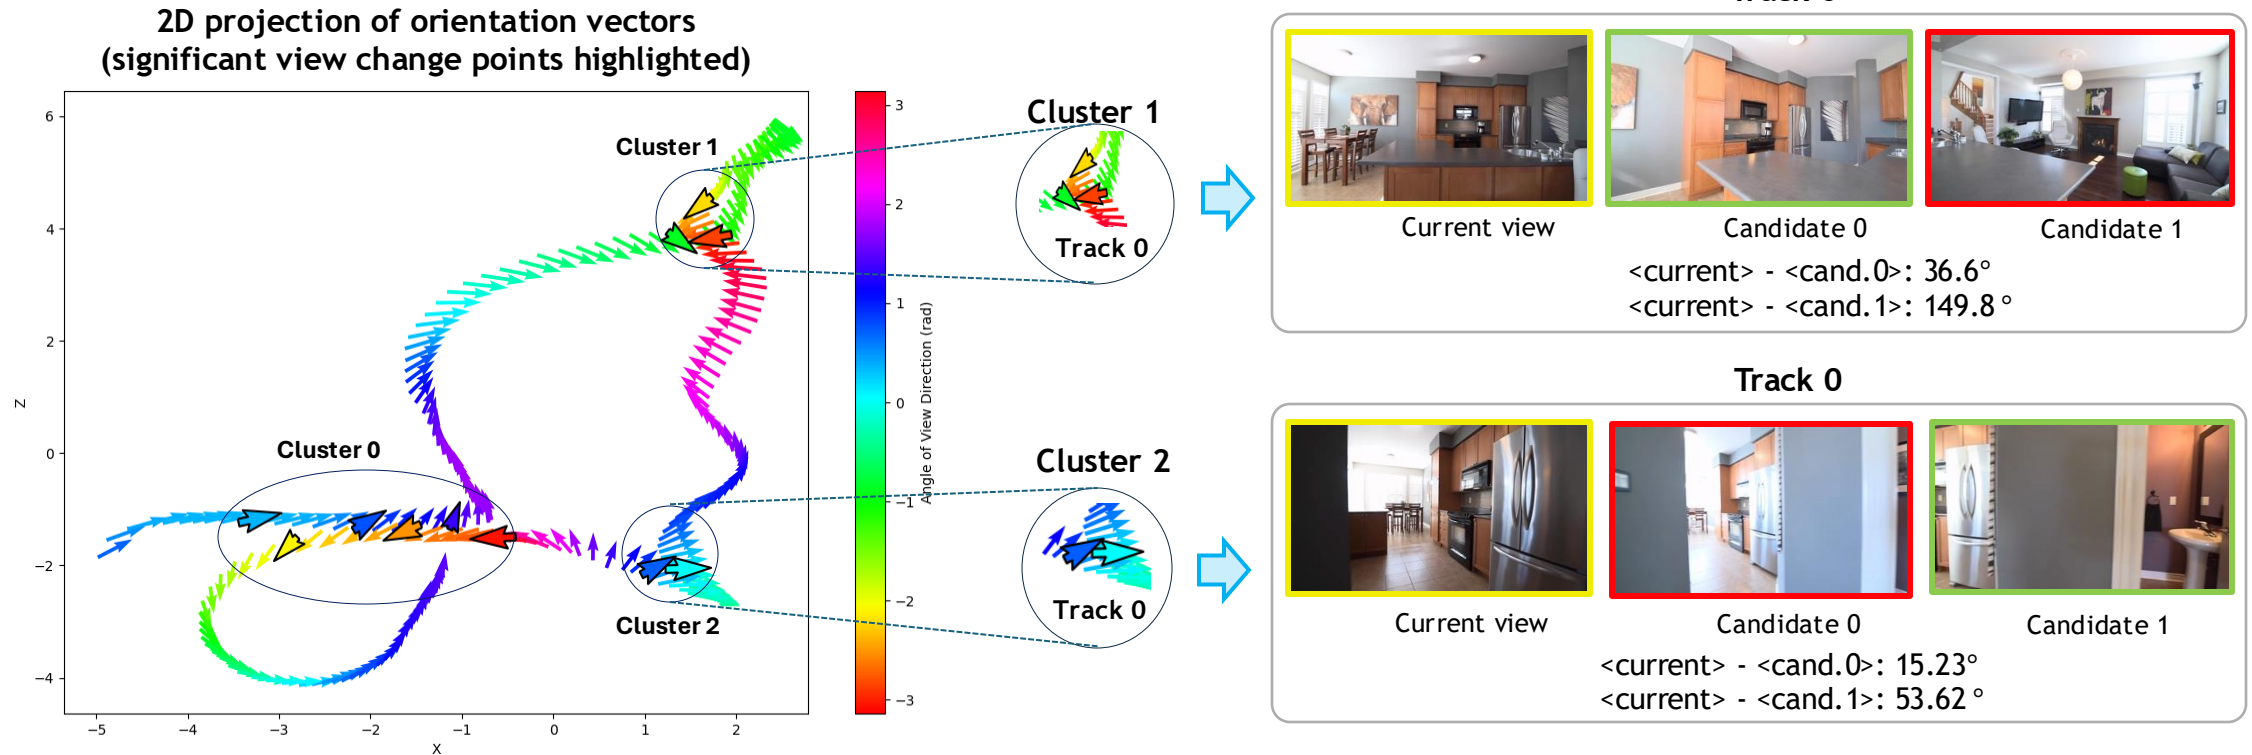 2D projection of orientation vectors
(significant view change points highlighted)
6
4
2
0
−2
−4
Z
−5
−4
−3
−2
−1
0
1
2
X
Cluster 1
Cluster 0
Cluster 2
3
2
1
0
−1
−2
−3
Angle of View Direction (rad)
Cluster 1
Track 0
Cluster 2
Track 0
Current view
Candidate 0
Candidate 1
<current> - <cand.0>: 36.6°
<current> - <cand.1>: 149.8°
Track 0
Current view
Candidate 0
Candidate 1
<current> - <cand.0>: 15.23°
<current> - <cand.1>: 53.62°